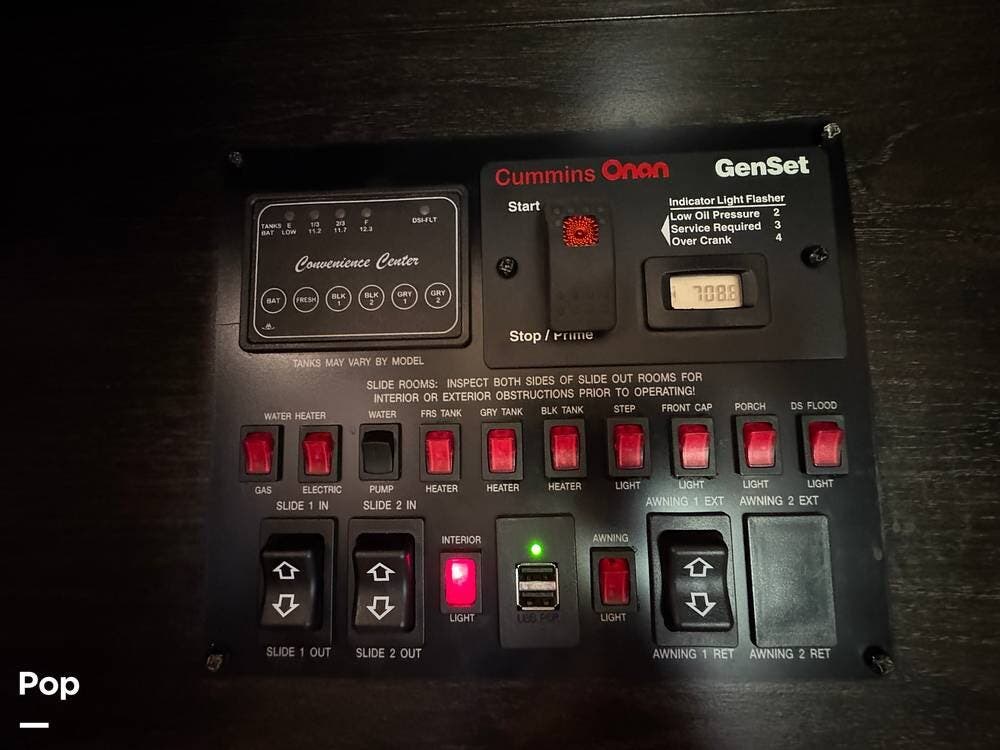 Cummins Onan GenSet
Start
Indicator Light Flasher
Low Oil Pressure 2
Service Required 3
Over Crank 4
708.8
Stop / Prime
TANKS E 1/3 2/3 F DSI-FLT
BAT LOW 11.2 11.7 12.3
Convenience Center
BAT FRESH BLK 1 BLK 2 GRY 1 GRY 2
TANKS MAY VARY BY MODEL
SLIDE ROOMS: INSPECT BOTH SIDES OF SLIDE OUT ROOMS FOR
INTERIOR OR EXTERIOR OBSTRUCTIONS PRIOR TO OPERATING!
WATER HEATER WATER FRS TANK GRY TANK BLK TANK STEP FRONT CAP PORCH DS FLOOD
GAS ELECTRIC PUMP HEATER HEATER HEATER LIGHT LIGHT LIGHT LIGHT
SLIDE 1 IN SLIDE 2 IN AWNING 1 EXT AWNING 2 EXT
INTERIOR AWNING
LIGHT USB POR LIGHT
SLIDE 1 OUT SLIDE 2 OUT AWNING 1 RET AWNING 2 RET
Pop